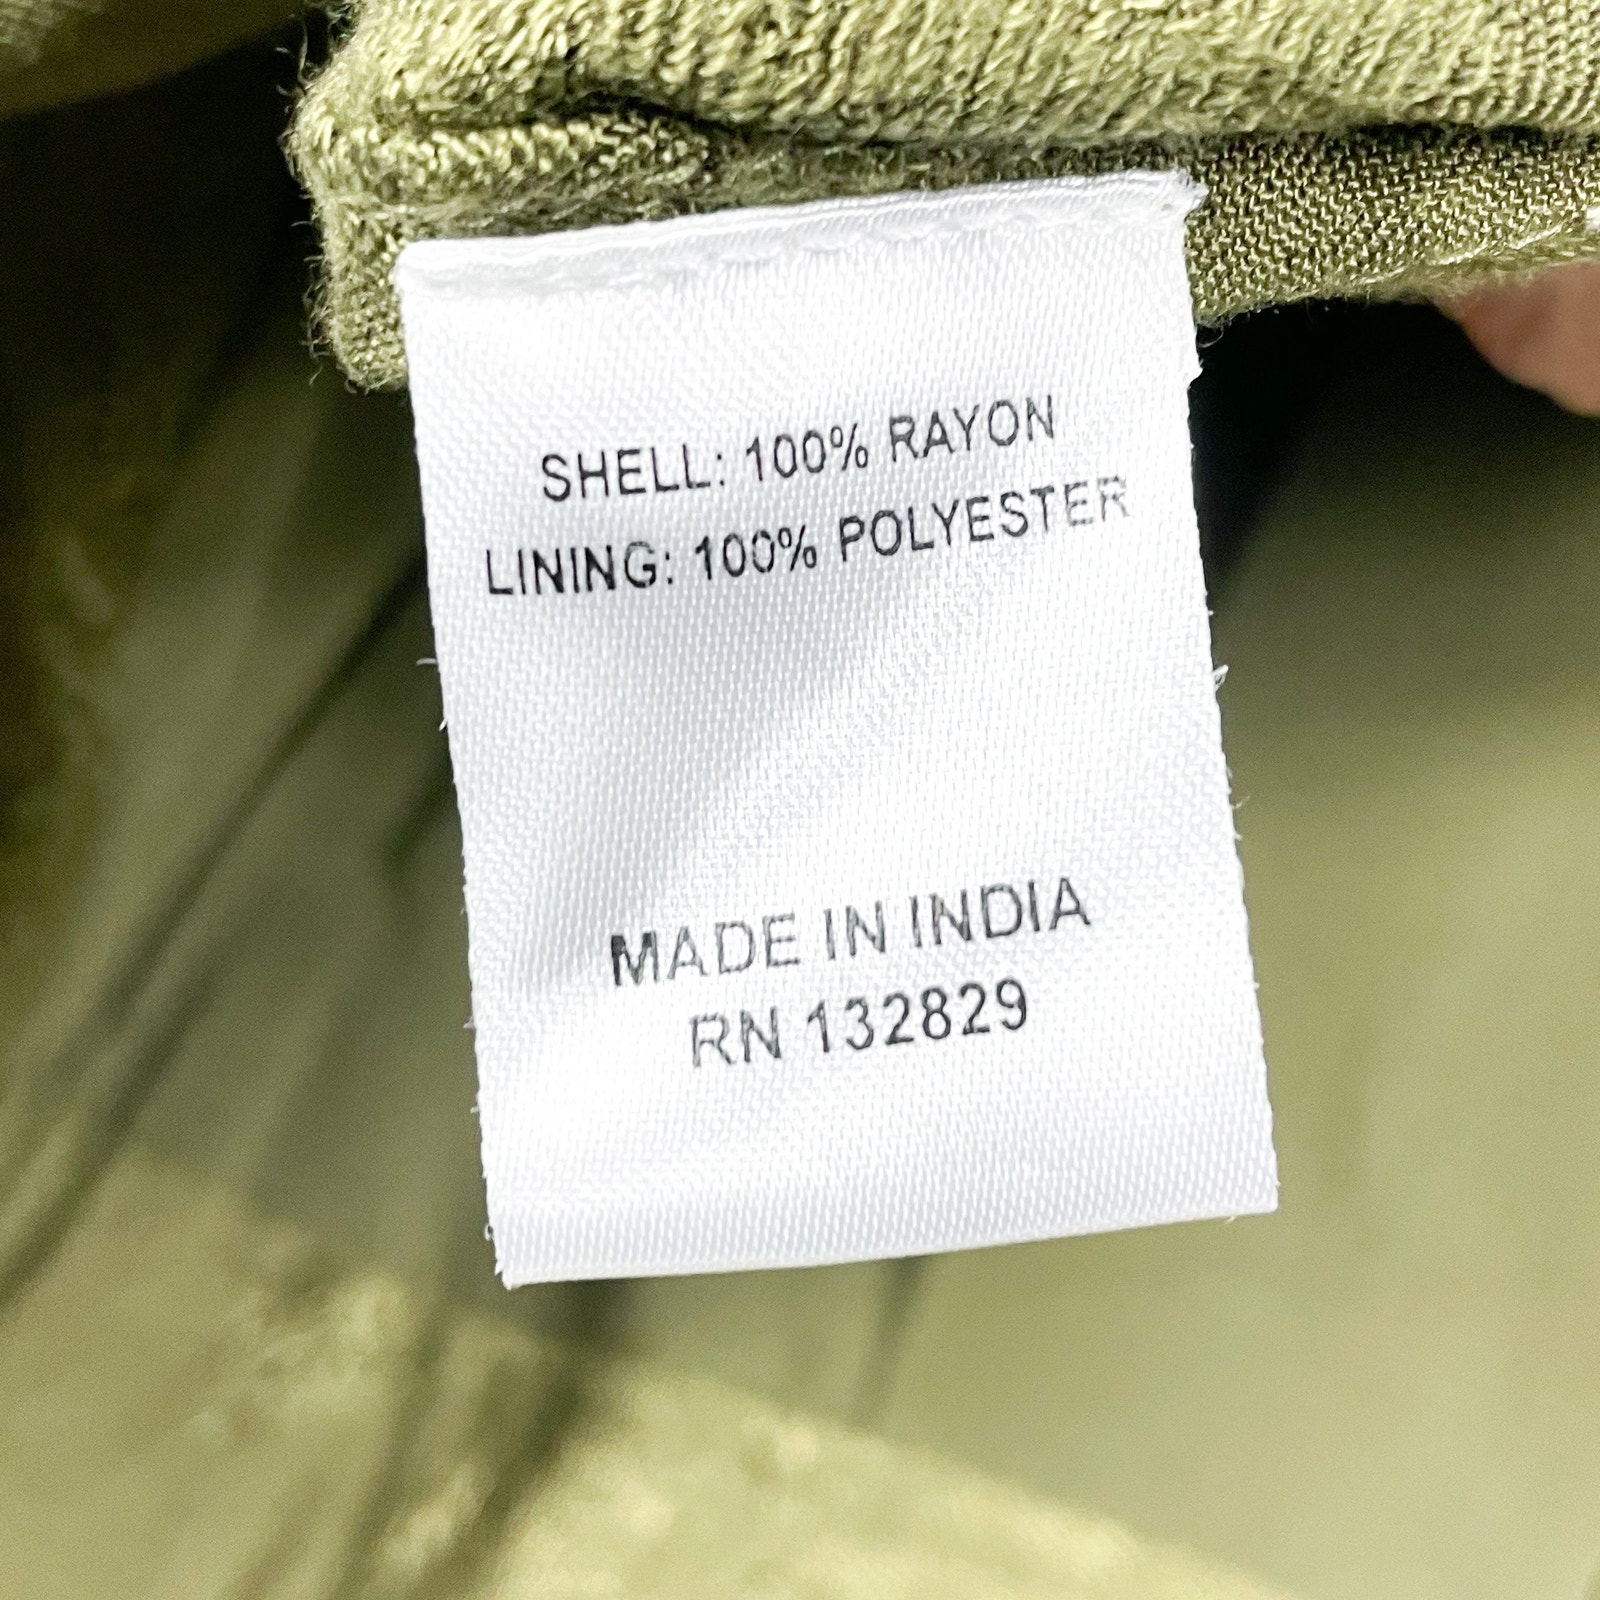 SHELL: 100% RAYON
LINING: 100% POLYESTER
MADE IN INDIA
RN 132829